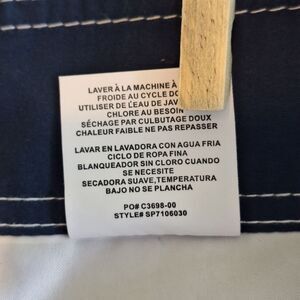 LAVER À LA MACHINE À
FROIDE AU CYCLE DO
UTILISER DE L'EAU DE JAV
CHLORE AU BESOIN
SÉCHAGE PAR CULBUTAGE DOUX
CHALEUR FAIBLE NE PAS REPASSER
LAVAR EN LAVADORA CON AGUA FRIA
CICLO DE ROPA FINA
BLANQUEADOR SIN CLORO CUANDO
SE NECESITE
SECADORA SUAVE,TEMPERATURA
BAJO NO SE PLANCHA
PO# C3698-00
STYLE# SP7106030